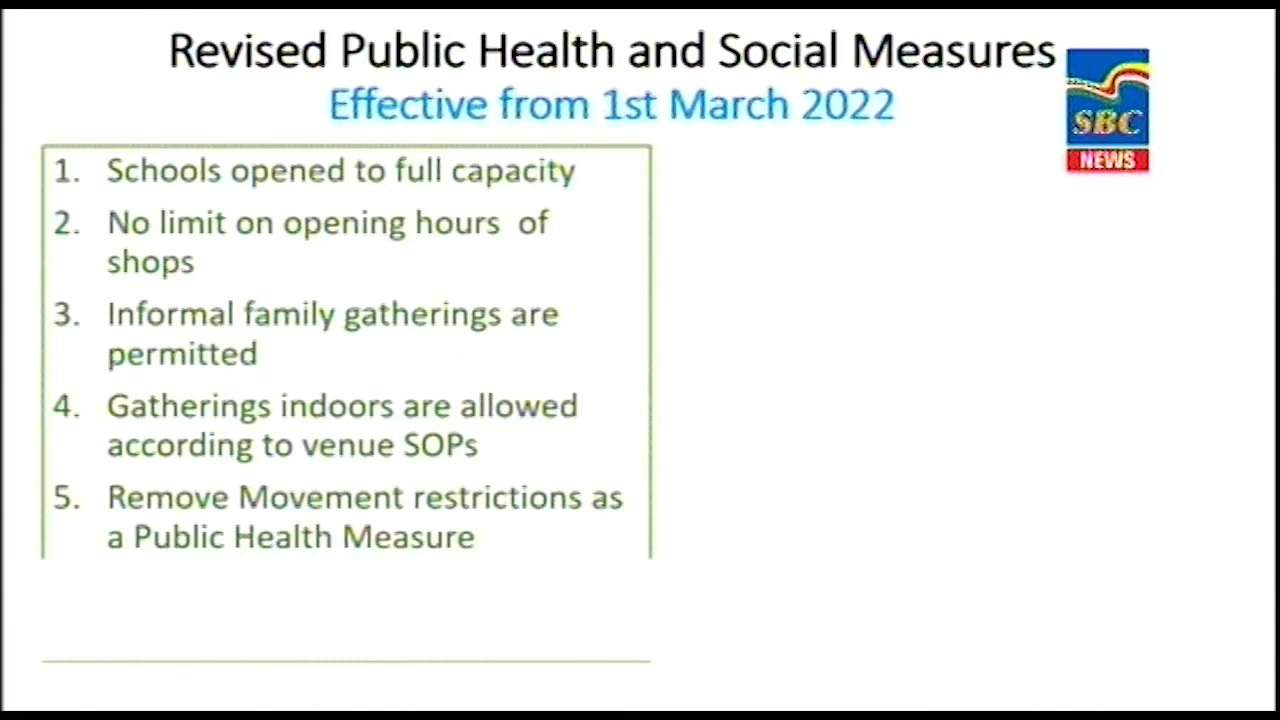 Revised Public Health and Social Measures
Effective from 1st March 2022
SBC
NEWS
1. Schools opened to full capacity
2. No limit on opening hours of
shops
3. Informal family gatherings are
permitted
4. Gatherings indoors are allowed
according to venue SOPs
5. Remove Movement restrictions as
a Public Health Measure